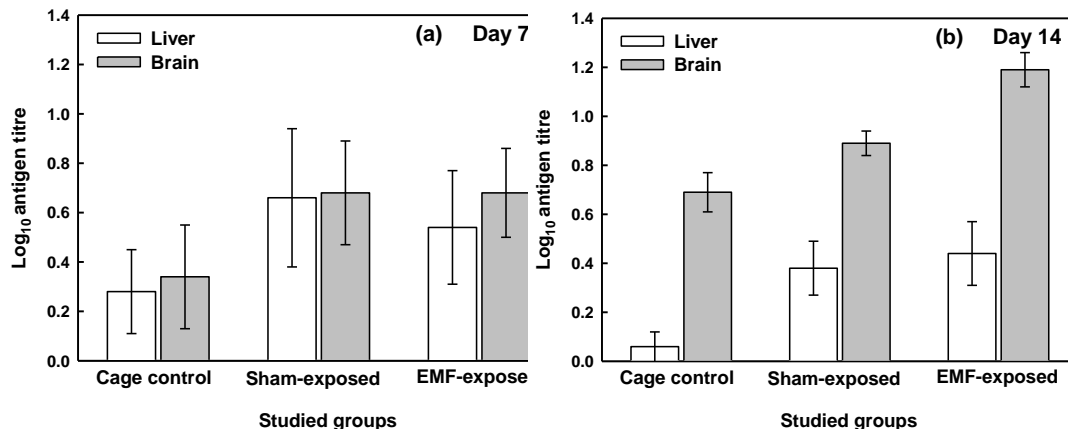 1.4
(a) Day 7
Liver
Brain
1.2
1.0
0.8
0.6
0.4
0.2
0.0
Log10 antigen titre
Cage control Sham-exposed EMF-expose
Studied groups
1.4
(b) Day 14
Liver
Brain
1.2
1.0
0.8
0.6
0.4
0.2
0.0
Log10 antigen titre
Cage control Sham-exposed EMF-exposed
Studied groups